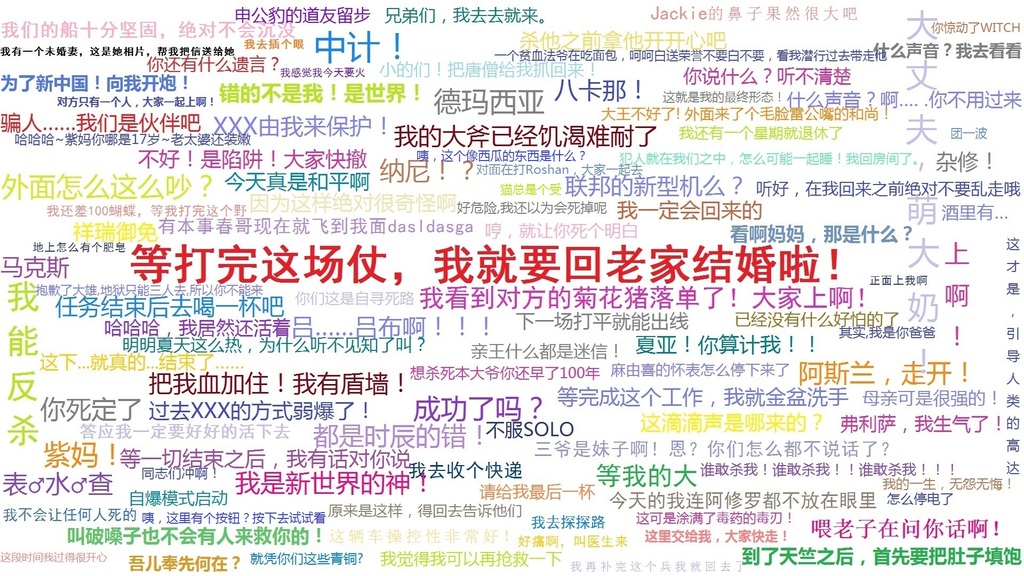 申公豹的道友留步
兄弟们，我去去就来。
Jackie的鼻子果然很大吧
我们的船十分坚固，绝对不会沉没
我去插个眼
中计！
杀他之前拿他开开心吧
大丈夫，萌大奶！
你惊动了WITCH
我有一个未婚妻，这是她相片，帮我把信送给她
一个贫血法爷在吃面包，呵呵白送荣誉不要白不要，看我潜行过去带走他
什么声音？我去看看
你还有什么遗言？
我感觉我今天要火
小的们！把唐僧给我抓回来！
你说什么？听不清楚
为了新中国！向我开炮！
错的不是我！是世界！
德玛西亚
八卡那！
这就是我的最终形态！
什么声音？啊.... .你不用过来
对方只有一个人，大家一起上啊！
大王不好了！外面来了个毛脸雷公嘴的和尚！
骗人......我们是伙伴吧
XXX由我来保护！
我的大斧已经饥渴难耐了
我还有一个星期就退休了
团一波
哈哈哈~紫妈你哪是17岁~老太婆还装嫩
不好！是陷阱！大家快撤
咦，这个像西瓜的东西是什么？
犯人就在我们之中，怎么可能一起睡！我回房间了。
杂修！
纳尼！？
对面在打Roshan，大家一起去
外面怎么这么吵？
今天真是和平啊
猫总是个受
联邦的新型机么？
听好，在我回来之前绝对不要乱走哦
因为这样绝对很奇怪啊
好危险,我还以为会死掉呢
我一定会回来的
酒里有...
我还差100蝴蝶，等我打完这个野
祥瑞御免
有本事春哥现在就飞到我面dasldasga
哼，就让你死个明白
看啊妈妈，那是什么？
地上怎么有个肥皂
等打完这场仗，我就要回老家结婚啦！
上啊！
这才是，引导人类的高达
马克斯
正面上我啊
我能反杀
抱歉了大雄,地狱只能三人去,所以你不能来
任务结束后去喝一杯吧
你们这是自寻死路
我看到对方的菊花猪落单了！大家上啊！
哈哈哈，我居然还活着
吕......吕布啊！！！
下一场打平就能出线
已经没有什么好怕的了
其实,我是你爸爸
明明夏天这么热，为什么听不见知了叫？
亲王什么都是迷信！
夏亚！你算计我！！
这下...就真的...结束了......
把我血加住！我有盾墙！
想杀死本大爷你还早了100年
麻由喜的怀表怎么停下来了
阿斯兰，走开！
你死定了
过去XXX的方式弱爆了！
成功了吗？
等完成这个工作，我就金盆洗手
母亲可是很强的！
答应我一定要好好的活下去
都是时辰的错！
不服SOLO
这滴滴声是哪来的？
弗利萨，我生气了！
紫妈！
等一切结束之后，我有话对你说
三爷是妹子啊！恩？你们怎么都不说话了？
同志们冲啊！
我去收个快递
等我的大
谁敢杀我！谁敢杀我！！谁敢杀我！！！
表♂水♂查
我是新世界的神！
我的一生，无怨无悔！
自爆模式启动
请给我最后一杯
今天的我连阿修罗都不放在眼里
怎么停电了
我不会让任何人死的
咦，这里有个按钮？按下去试试看
原来是这样，得回去告诉他们
我去探探路
这可是涂满了毒药的毒刃！
喂老子在问你话啊！
叫破嗓子也不会有人来救你的！
这辆车操控性非常好！
好痛啊，叫医生来
这里交给我，大家快走！
这段时间我过得很开心
吾儿奉先何在？
就凭你们这些青铜？
我觉得我可以再抢救一下
我再补完这个兵我就回去了
到了天竺之后，首先要把肚子填饱